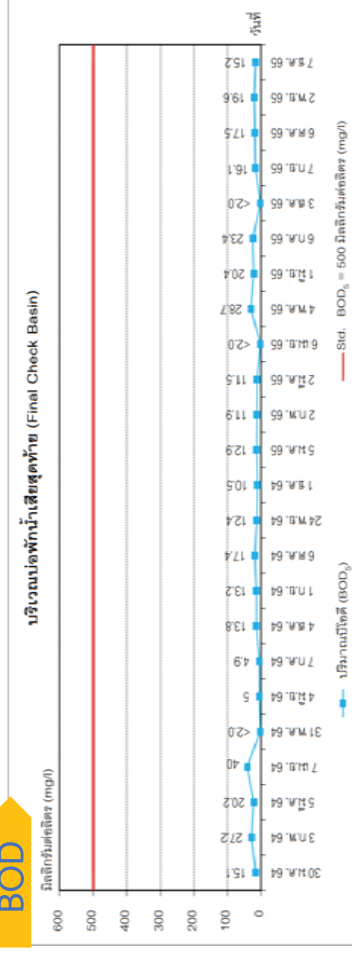 BOD
บริเวณบ่อพักน้ำเสียสุดท้าย (Final Check Basin)
มิลลิกรัมต่อลิตร (mg/l)
600
500
400
300
200
100
0
15.1
27.2
20.2
40
<2.0
5
4.9
13.8
13.2
17.4
12.4
10.5
12.9
11.9
11.5
<2.0
28.7
20.4
23.4
<2.0
16.1
17.5
19.6
15.2
วันที่
30 ม.ค. 64
3 ก.พ. 64
5 มี.ค. 64
7 เม.ย. 64
31 พ.ค. 64
4 มิ.ย. 64
7 ก.ค. 64
4 ส.ค. 64
1 ก.ย. 64
6 ต.ค. 64
24 พ.ย. 64
1 ธ.ค. 64
5 ม.ค. 65
2 ก.พ. 65
2 มี.ค. 65
6 เม.ย. 65
4 พ.ค. 65
1 มิ.ย. 65
6 ก.ค. 65
3 ส.ค. 65
7 ก.ย. 65
6 ต.ค. 65
2 พ.ย. 65
7 ธ.ค. 65
ปริมาณบีโอดี (BOD5)
Std. BOD5 = 500 มิลลิกรัมต่อลิตร (mg/l)